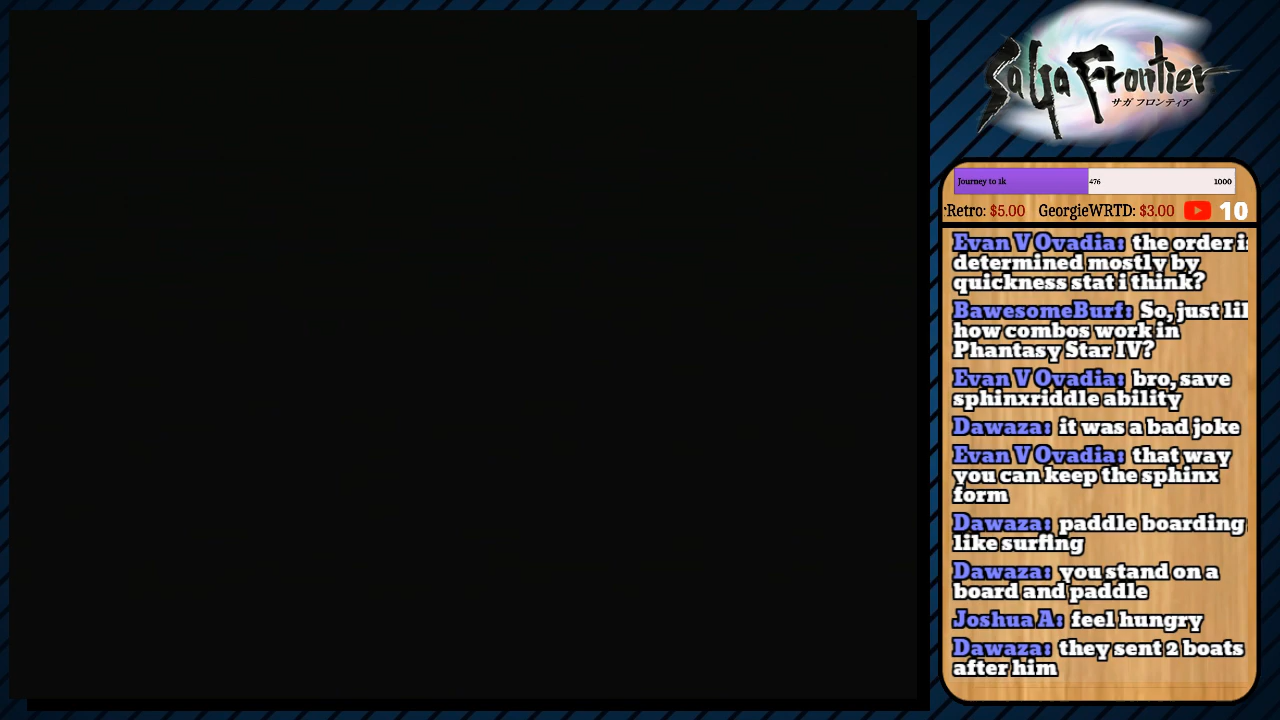 SaGa Frontier
サガ フロンティア
Journey to 1k 476 1000
Retro: $5.00 GeorgieWRTD: $3.00 10
Evan V Ovadia: the order is
determined mostly by
quickness stat i think?
BawesomeBurf: So, just
how combos work in
Phantasy Star IV?
Evan V Ovadia: bro, save
sphinxriddle ability
Dawaza: it was a bad joke
Evan V Ovadia: that way
you can keep the sphinx
form
Dawaza: paddle boarding
like surfing
Dawaza: you stand on a
board and paddle
Joshua A: feel hungry
Dawaza: they sent 2 boats
after him